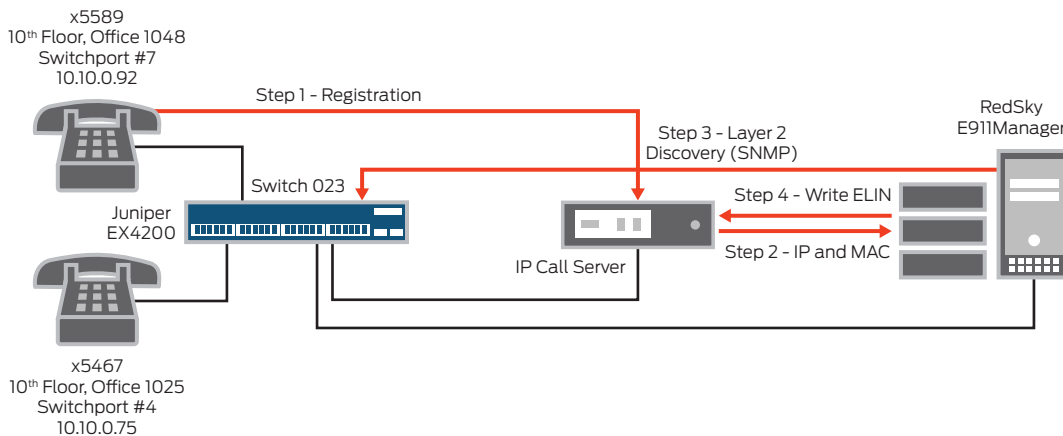 x5589
10th Floor, Office 1048
Switchport #7
10.10.0.92
Step 1 - Registration
RedSky
E911Manager
Step 3 - Layer 2
Discovery (SNMP)
Switch 023
Juniper
EX4200
Step 4 - Write ELIN
Step 2 - IP and MAC
IP Call Server
x5467
10th Floor, Office 1025
Switchport #4
10.10.0.75